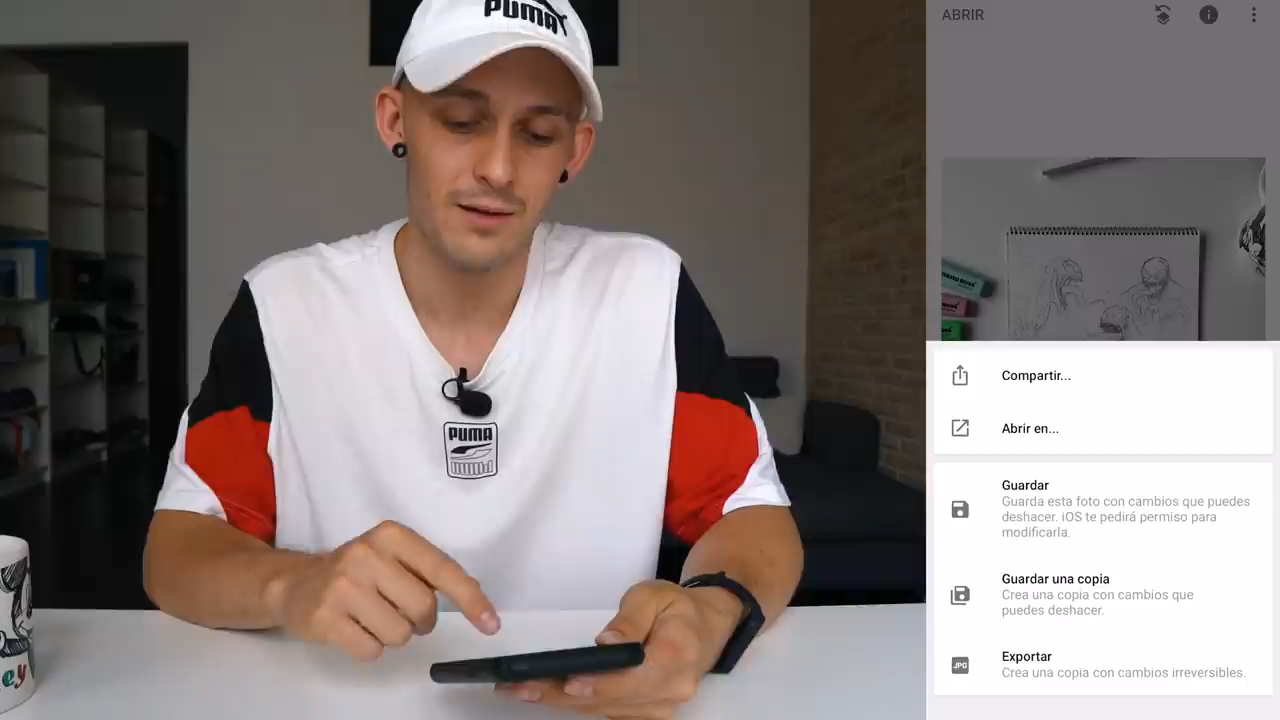 PUMA
PUMA
ey
ABRIR
Compartir...
Abrir en...
Guardar
Guarda esta foto con cambios que puedes
deshacer. iOS te pedirá permiso para
modificarla.
Guardar una copia
Crea una copia con cambios que
puedes deshacer.
JPG
Exportar
Crea una copia con cambios irreversibles.